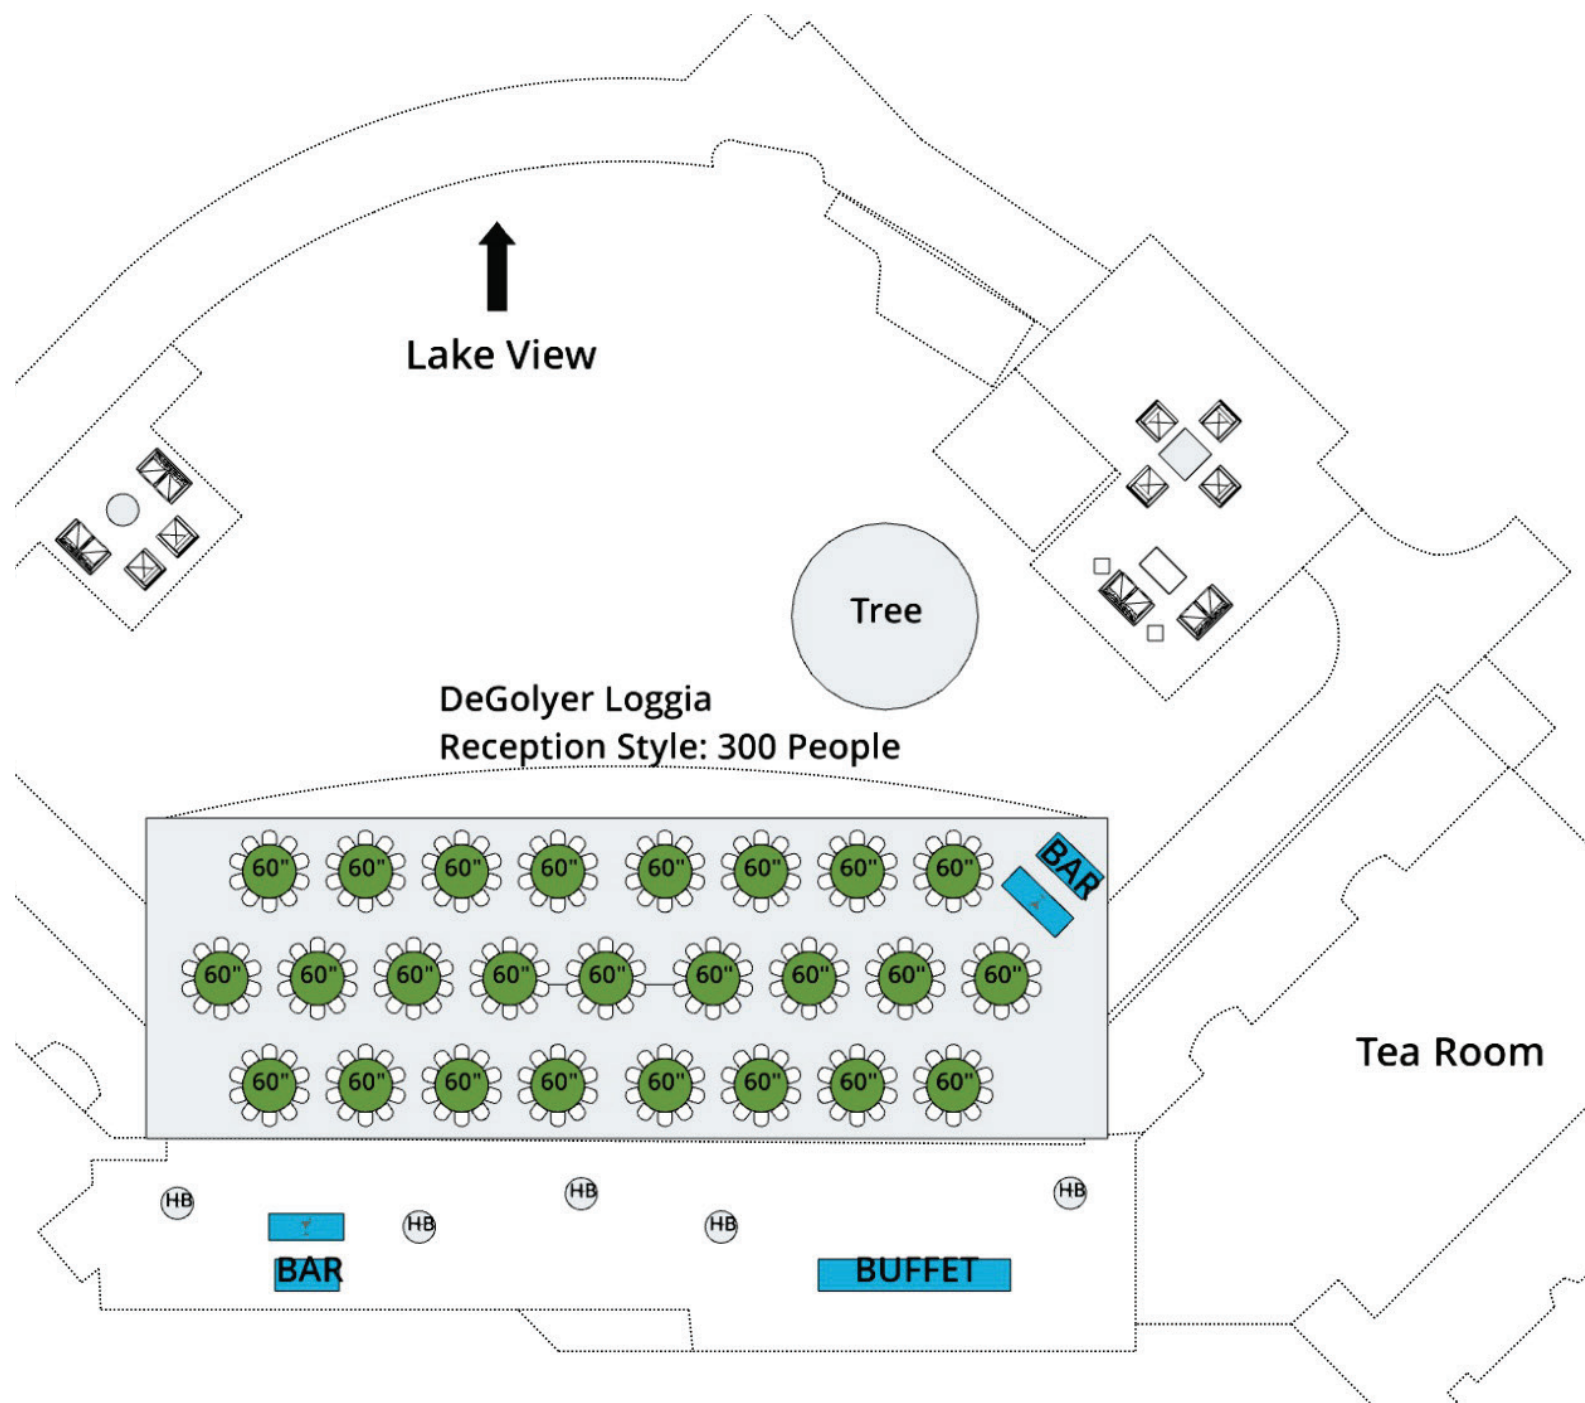 Lake View
Tree
DeGolyer Loggia
Reception Style: 300 People
60" 60" 60" 60" 60" 60" 60" 60" BAR
60" 60" 60" 60" 60" 60" 60" 60" 60"
Tea Room
60" 60" 60" 60" 60" 60" 60" 60"
HB HB HB HB HB
BAR BUFFET